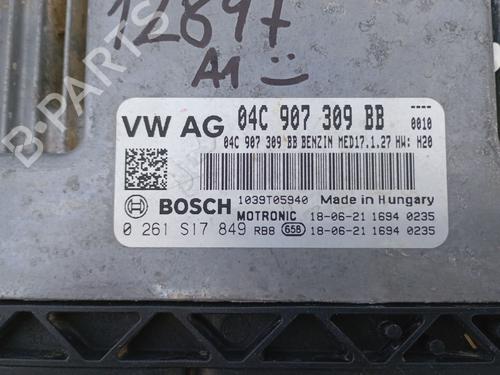 12897
A1
VW AG 04C 907 309 BB ----
0010
04C 907 309 BB BENZIN MED17.1.27 HW: H20
BOSCH 1039T05940 Made in Hungary
MOTRONIC 18-06-21 1694 0235
0 261 S17 849 RB8 658 18-06-21 1694 0235
B-PARTS